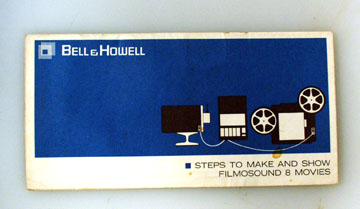 BELL & HOWELL
STEPS TO MAKE AND SHOW
FILMOSOUND 8 MOVIES